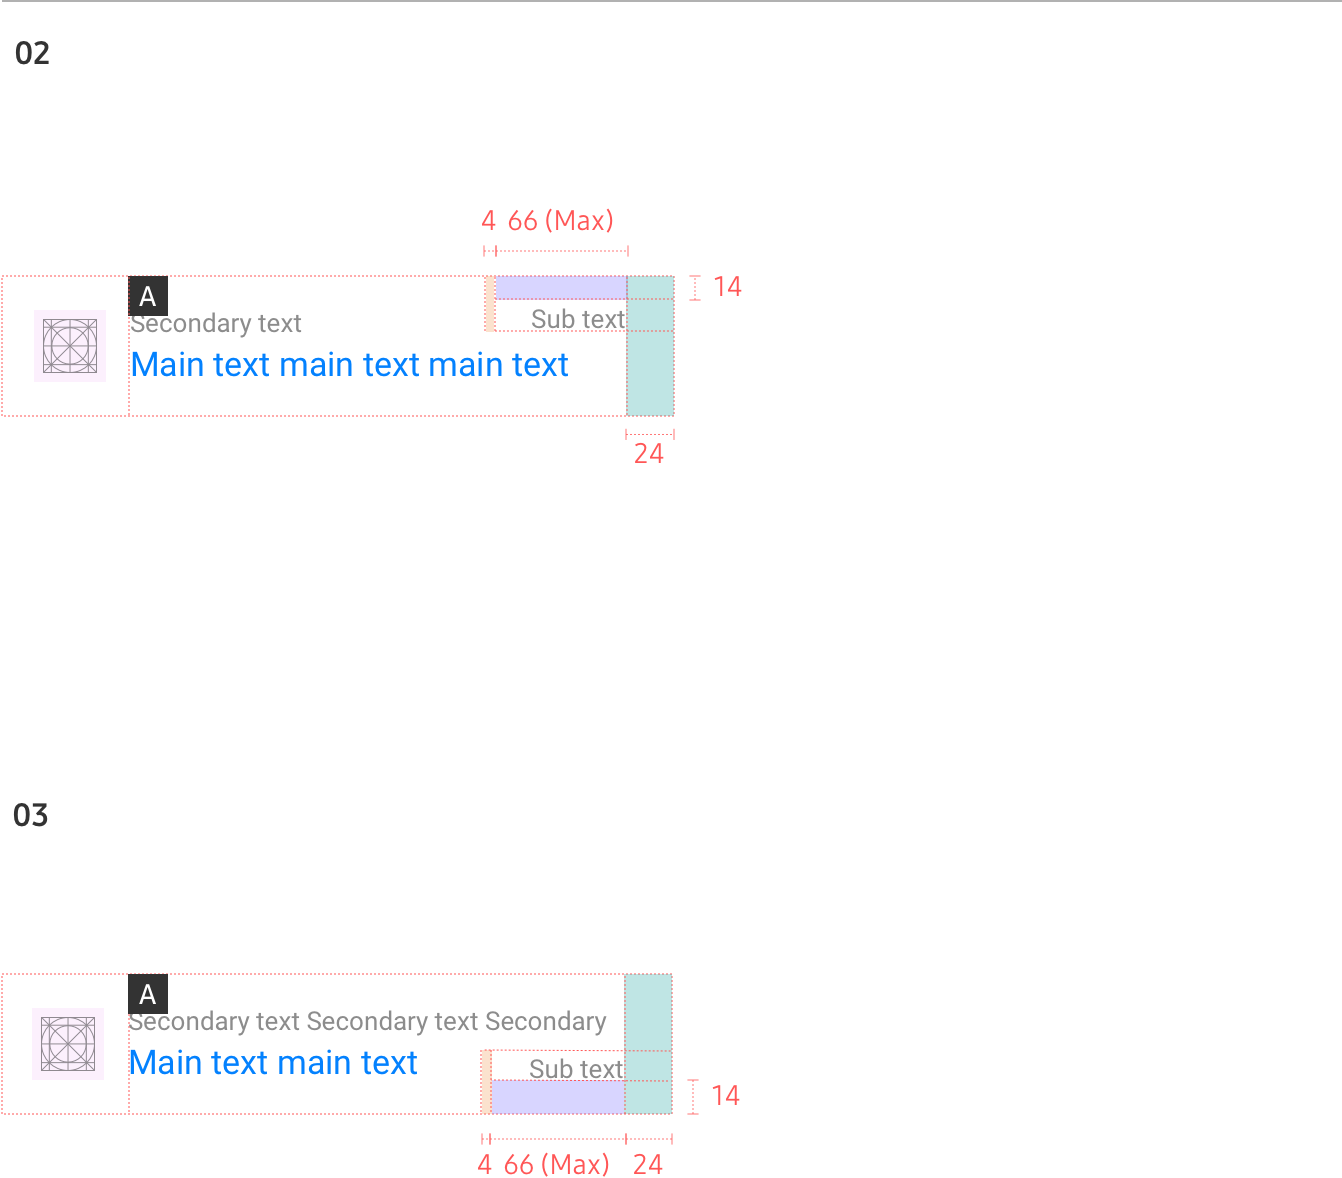 02
4 66 (Max)
14
A
Secondary text
Sub text
Main text main text main text
24
03
A
Secondary text Secondary text Secondary
Main text main text
Sub text
14
4 66 (Max) 24